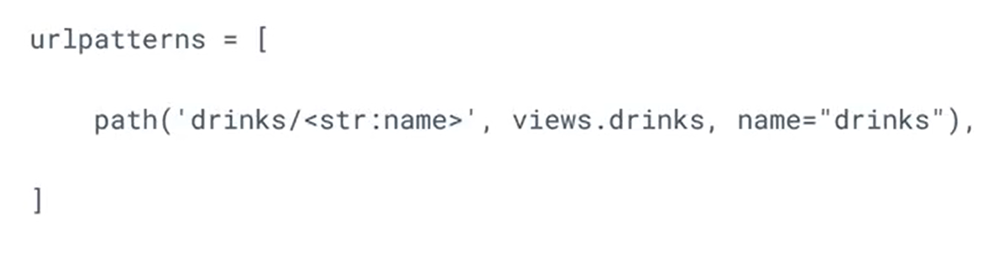 urlpatterns = [
path('drinks/<str:name>', views.drinks, name="drinks"),
]